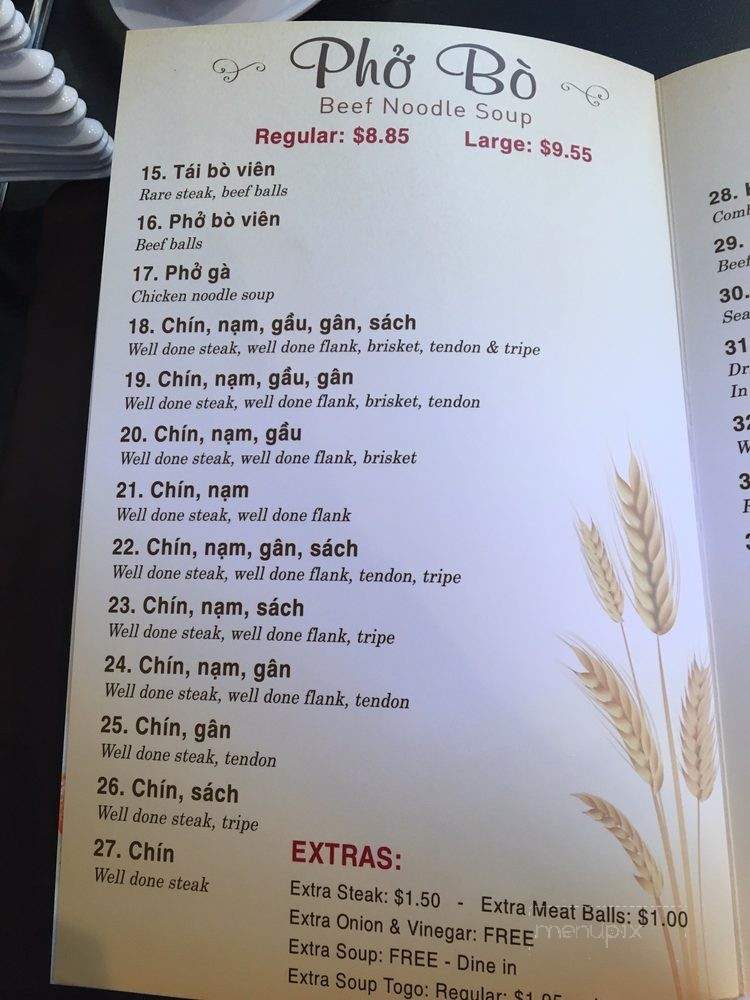 Phở Bò
Beef Noodle Soup
Regular: $8.85 Large: $9.55
15. Tái bò viên
Rare steak, beef balls
16. Phở bò viên
Beef balls
17. Phở gà
Chicken noodle soup
18. Chín, nạm, gầu, gân, sách
Well done steak, well done flank, brisket, tendon & tripe
19. Chín, nạm, gầu, gân
Well done steak, well done flank, brisket, tendon
20. Chín, nạm, gầu
Well done steak, well done flank, brisket
21. Chín, nạm
Well done steak, well done flank
22. Chín, nạm, gân, sách
Well done steak, well done flank, tendon, tripe
23. Chín, nạm, sách
Well done steak, well done flank, tripe
24. Chín, nạm, gân
Well done steak, well done flank, tendon
25. Chín, gân
Well done steak, tendon
26. Chín, sách
Well done steak, tripe
27. Chín
Well done steak
EXTRAS:
Extra Steak: $1.50 - Extra Meat Balls: $1.00
Extra Onion & Vinegar: FREE
Extra Soup: FREE - Dine in
Extra Soup Togo: Regular:
menupix
28.
29.
30.
31
In
32